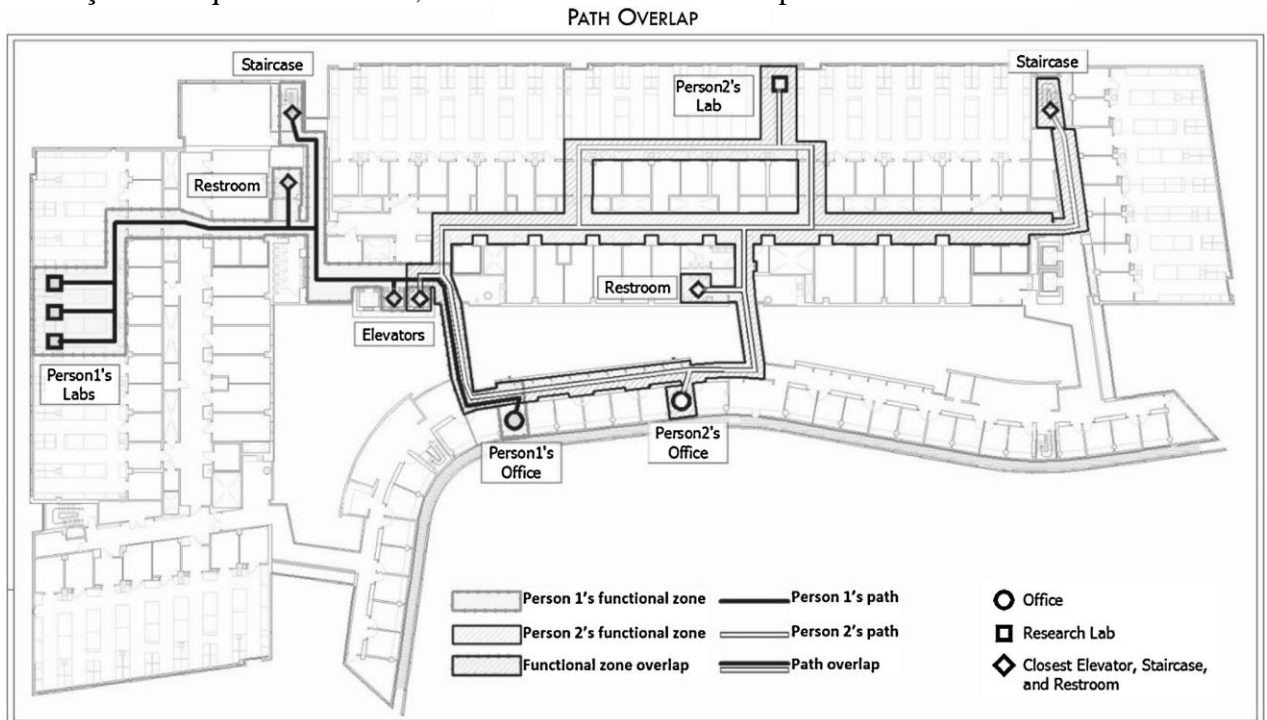 PATH OVERLAP
Staircase
Person2's
Lab
Staircase
Restroom
Restroom
Elevators
Person1's
Labs
Person1's
Office
Person2's
Office
Person 1's functional zone
Person 2's functional zone
Functional zone overlap
Person 1's path
Person 2's path
Path overlap
Office
Research Lab
Closest Elevator, Staircase,
and Restroom